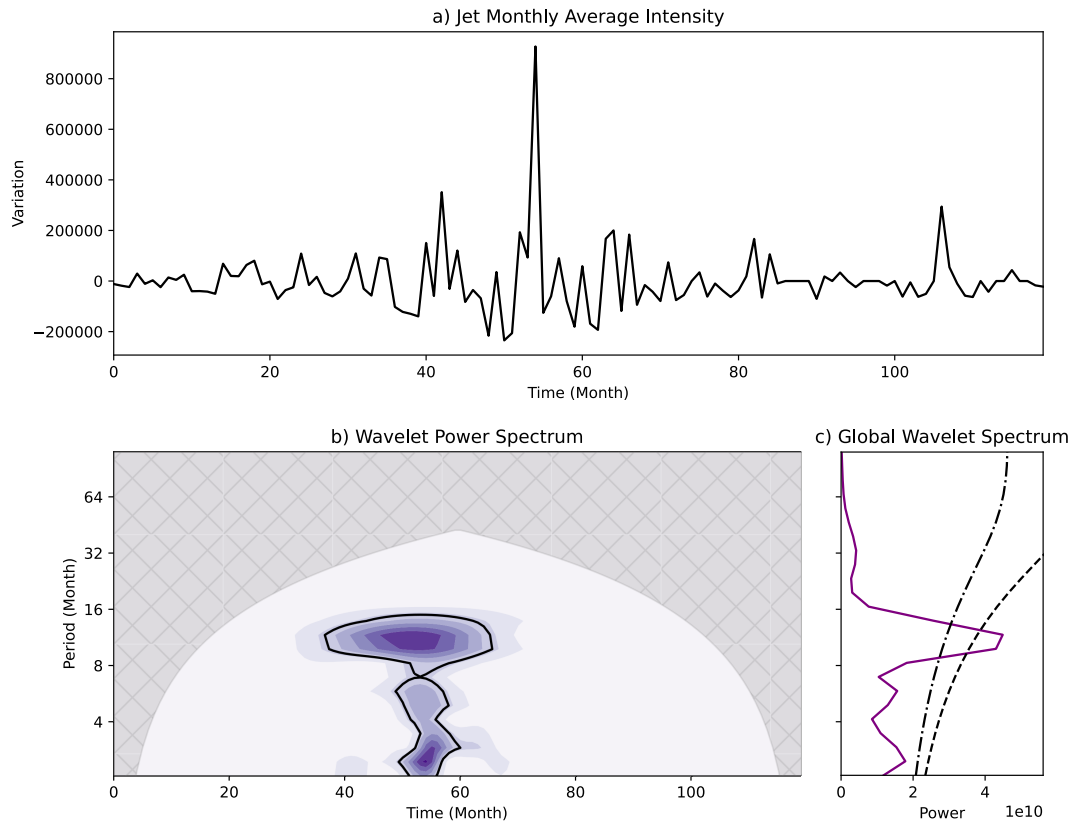 a) Jet Monthly Average Intensity
Variation
800000
600000
400000
200000
0
−200000
0 20 40 60 80 100
Time (Month)
b) Wavelet Power Spectrum
Period (Month)
64
32
16
8
4
0 20 40 60 80 100
Time (Month)
c) Global Wavelet Spectrum
0 2 4
Power
1e10